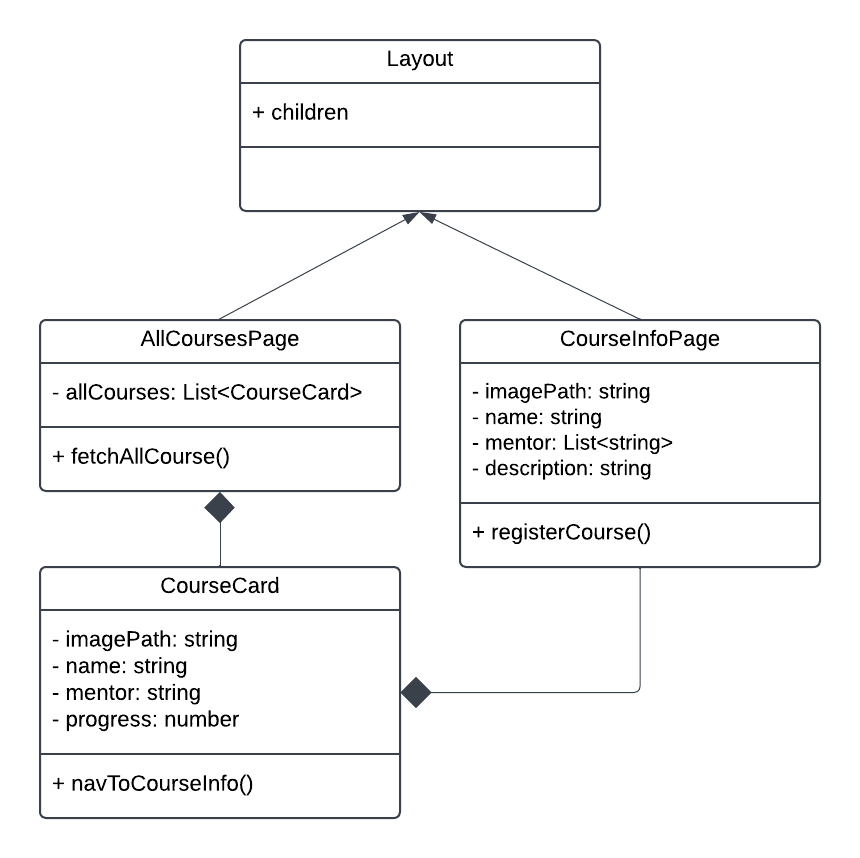 Layout
+ children
AllCoursesPage
- allCourses: List<CourseCard>
+ fetchAllCourse()
CourseInfoPage
- imagePath: string
- name: string
- mentor: List<string>
- description: string
+ registerCourse()
CourseCard
- imagePath: string
- name: string
- mentor: string
- progress: number
+ navToCourseInfo()